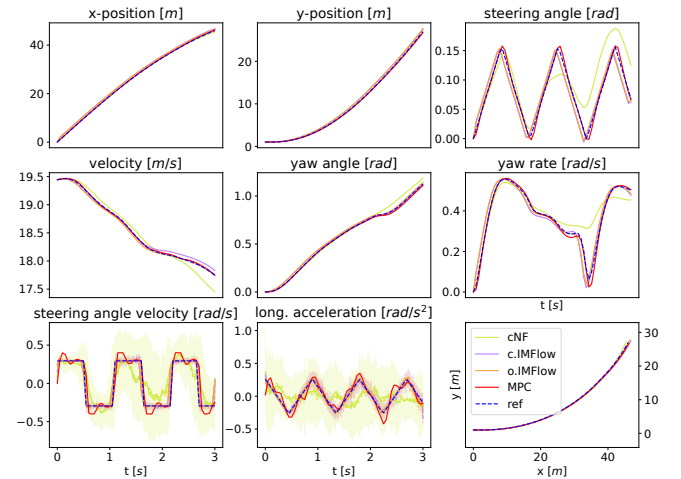 x-position [m]
y-position [m]
steering angle [rad]
40
20
0
20
10
0
0.15
0.10
0.05
0.00
velocity [m/s]
yaw angle [rad]
yaw rate [rad/s]
19.5
19.0
18.5
18.0
17.5
1.0
0.5
0.0
0.4
0.2
0.0
t [s]
steering angle velocity [rad/s]
long. acceleration [rad/s²]
0.5
0.0
−0.5
0.5
0.0
−0.5
cNF
c.IMFlow
o.IMFlow
MPC
ref
y [m]
30
20
10
0
0 1 2 3
0 1 2 3
0 20 40
t [s]
t [s]
x [m]